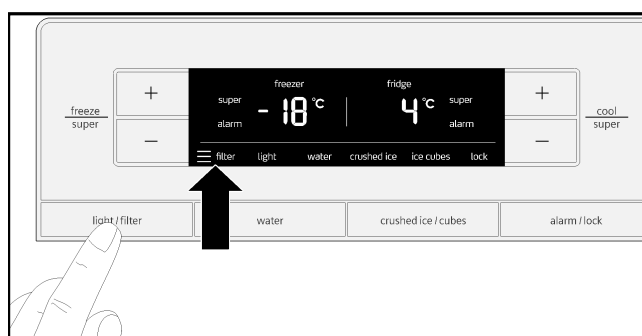 freezer fridge
super super
- 18 °C 4 °C
alarm alarm
filter light water crushed ice ice cubes lock
+ +
freeze cool
super super
- -
light / filter water crushed ice / cubes alarm / lock